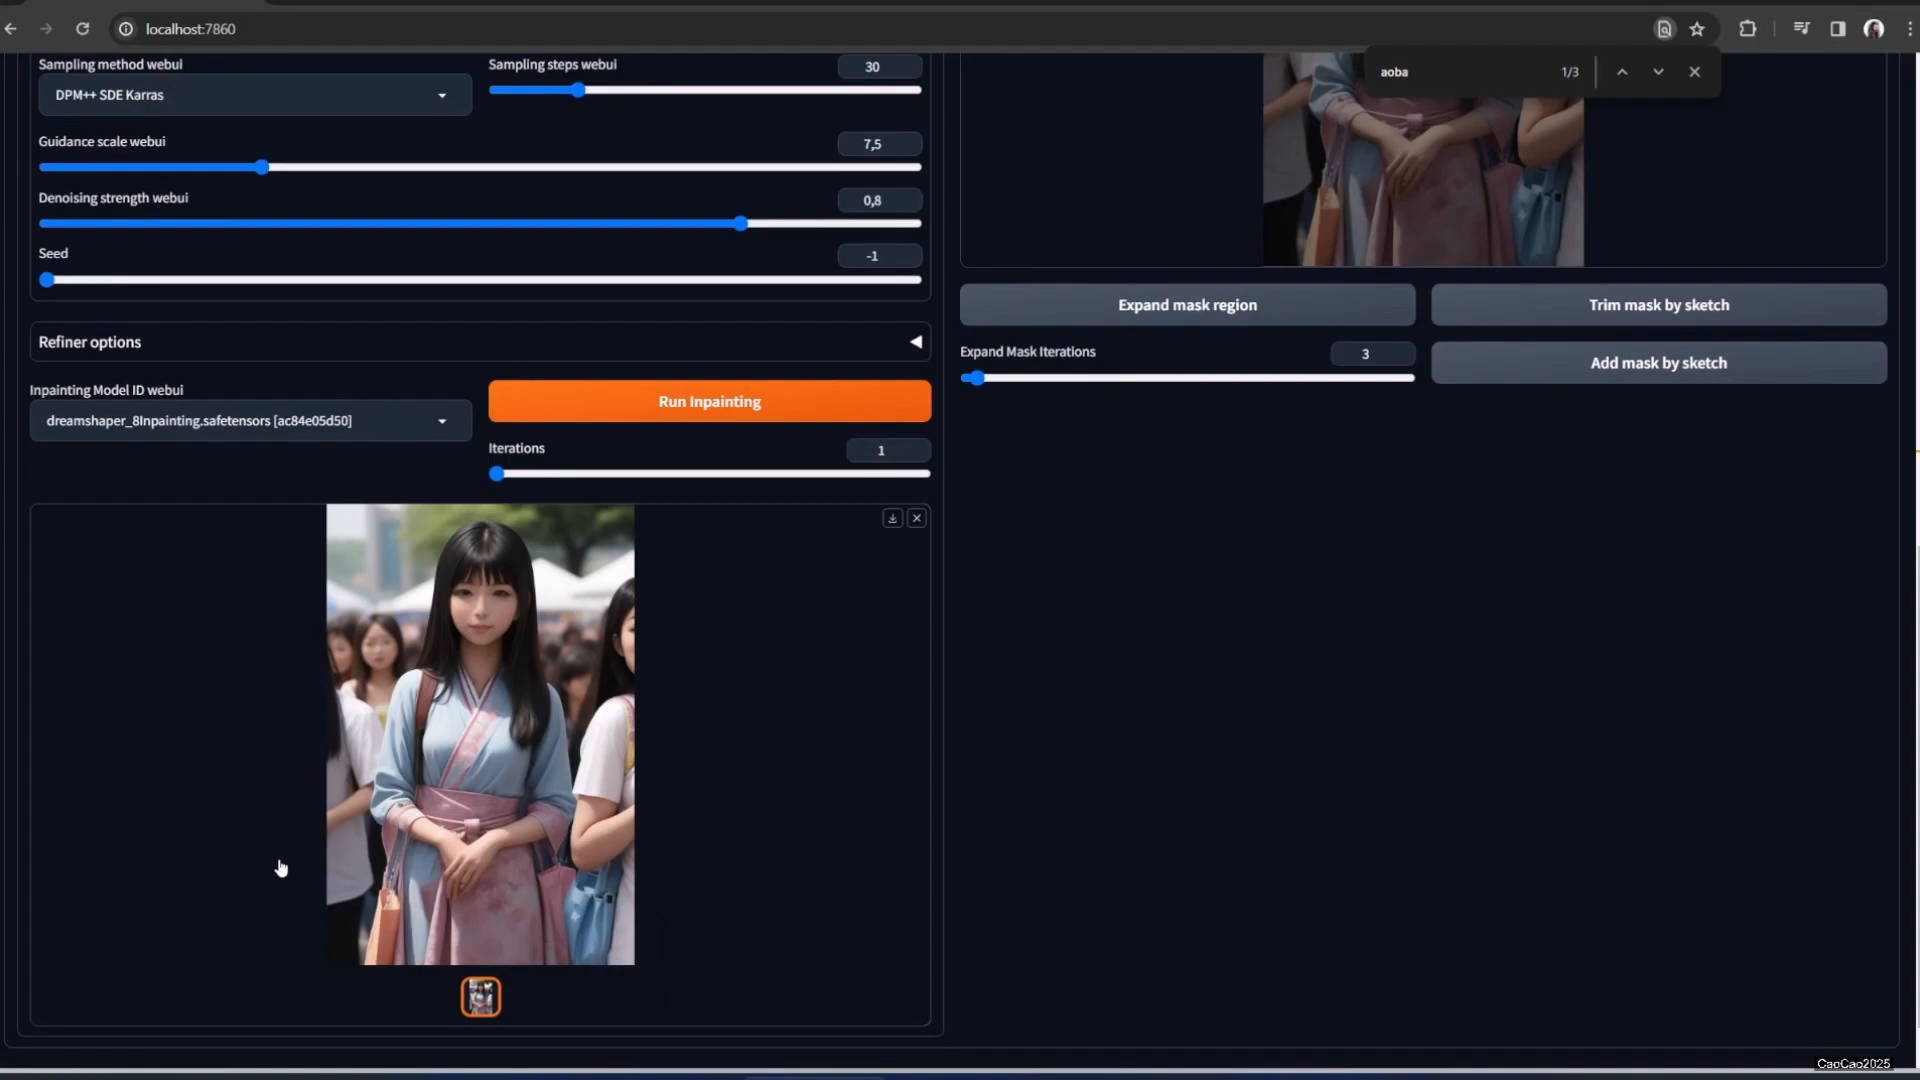 localhost:7860
aoba 1/3
Sampling method webui
DPM++ SDE Karras
Sampling steps webui 30
Guidance scale webui 7,5
Denoising strength webui 0,8
Seed -1
Refiner options
Inpainting Model ID webui
dreamshaper_8Inpainting.safetensors [ac84e05d50]
Run Inpainting
Iterations 1
Expand mask region
Trim mask by sketch
Expand Mask Iterations 3
Add mask by sketch
CaoCao2025